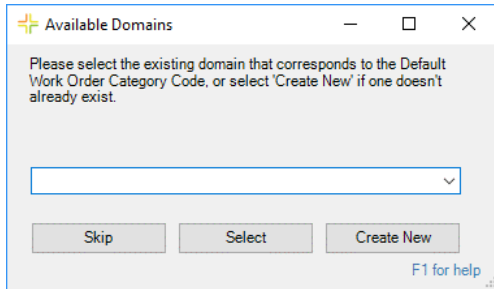 Available Domains
Please select the existing domain that corresponds to the Default
Work Order Category Code, or select 'Create New' if one doesn't
already exist.
Skip
Select
Create New
F1 for help